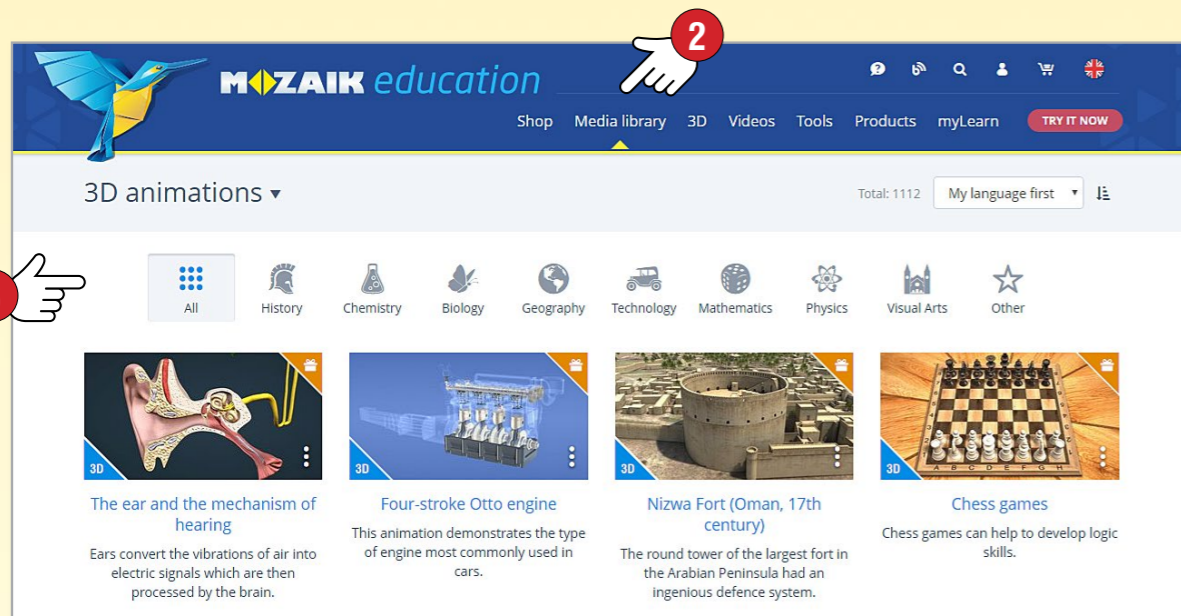 2
MOZAIK education
Shop Media library 3D Videos Tools Products myLearn TRY IT NOW
3D animations
Total: 1112 My language first
All History Chemistry Biology Geography Technology Mathematics Physics Visual Arts Other
3D 3D 3D 3D
A B C D E F G H
The ear and the mechanism of
hearing
Ears convert the vibrations of air into
electric signals which are then
processed by the brain.
Four-stroke Otto engine
This animation demonstrates the type
of engine most commonly used in
cars.
Nizwa Fort (Oman, 17th
century)
The round tower of the largest fort in
the Arabian Peninsula had an
ingenious defence system.
Chess games
Chess games can help to develop logic
skills.